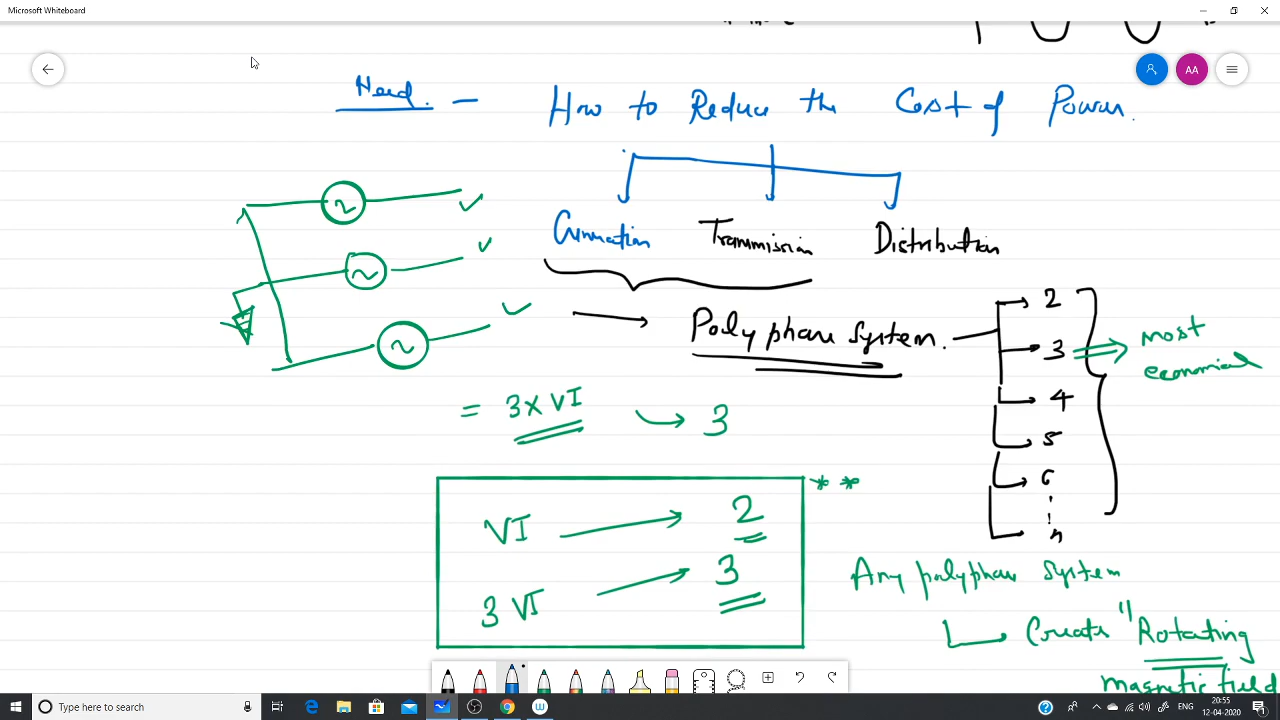 Microsoft Whiteboard
AA
Need. - How to Reduce the Cost of Power.
Generation Transmission Distribution
Polyphase system.
2
3
4
5
6
n
most
economical
= 3 x VI → 3
VI → 2
3 VI → 3
**
Any polyphase system
Create "Rotating
magnetic field
Type here to search
ENG
20:55
12-04-2020
1